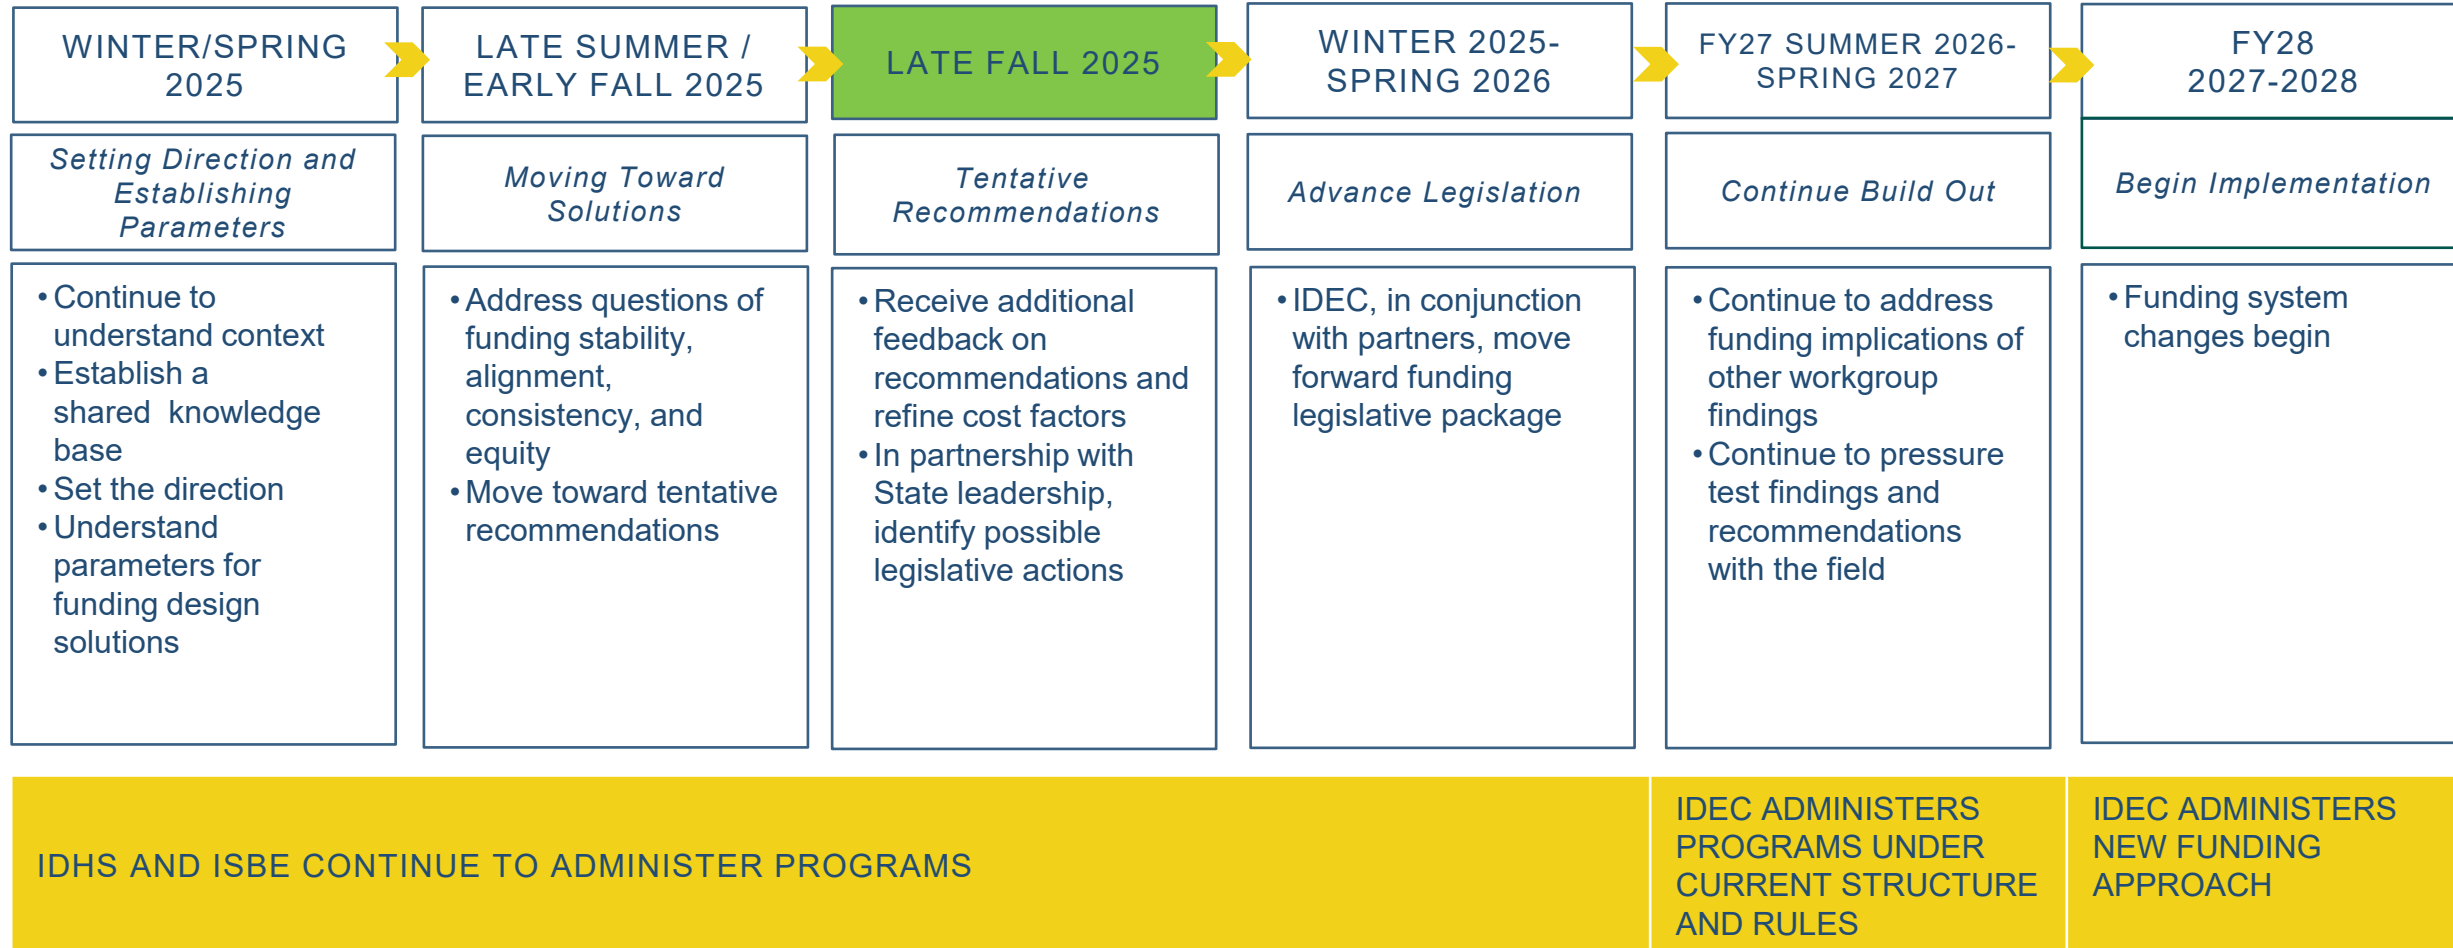 WINTER/SPRING
2025
LATE SUMMER /
EARLY FALL 2025
LATE FALL 2025
WINTER 2025-
SPRING 2026
FY27 SUMMER 2026-
SPRING 2027
FY28
2027-2028
Setting Direction and
Establishing
Parameters
Moving Toward
Solutions
Tentative
Recommendations
Advance Legislation
Continue Build Out
Begin Implementation
• Continue to
understand context
• Establish a
shared knowledge
base
• Set the direction
• Understand
parameters for
funding design
solutions
• Address questions of
funding stability,
alignment,
consistency, and
equity
• Move toward tentative
recommendations
• Receive additional
feedback on
recommendations and
refine cost factors
• In partnership with
State leadership,
identify possible
legislative actions
• IDEC, in conjunction
with partners, move
forward funding
legislative package
• Continue to address
funding implications of
other workgroup
findings
• Continue to pressure
test findings and
recommendations
with the field
• Funding system
changes begin
IDHS AND ISBE CONTINUE TO ADMINISTER PROGRAMS
IDEC ADMINISTERS
PROGRAMS UNDER
CURRENT STRUCTURE
AND RULES
IDEC ADMINISTERS
NEW FUNDING
APPROACH